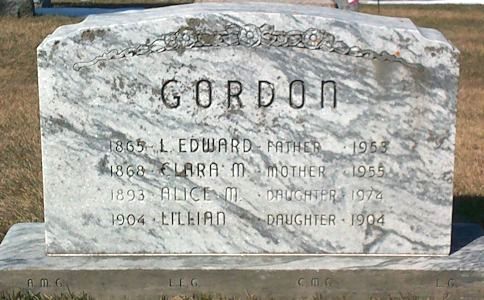 GORDON
1865 · L. EDWARD · FATHER · 1953
1868 · CLARA M · MOTHER · 1955
1893 · ALICE M. · DAUGHTER · 1974
1904 · LILLIAN · DAUGHTER · 1904
A.M.G. L.E.G. C.M.G. L.G.